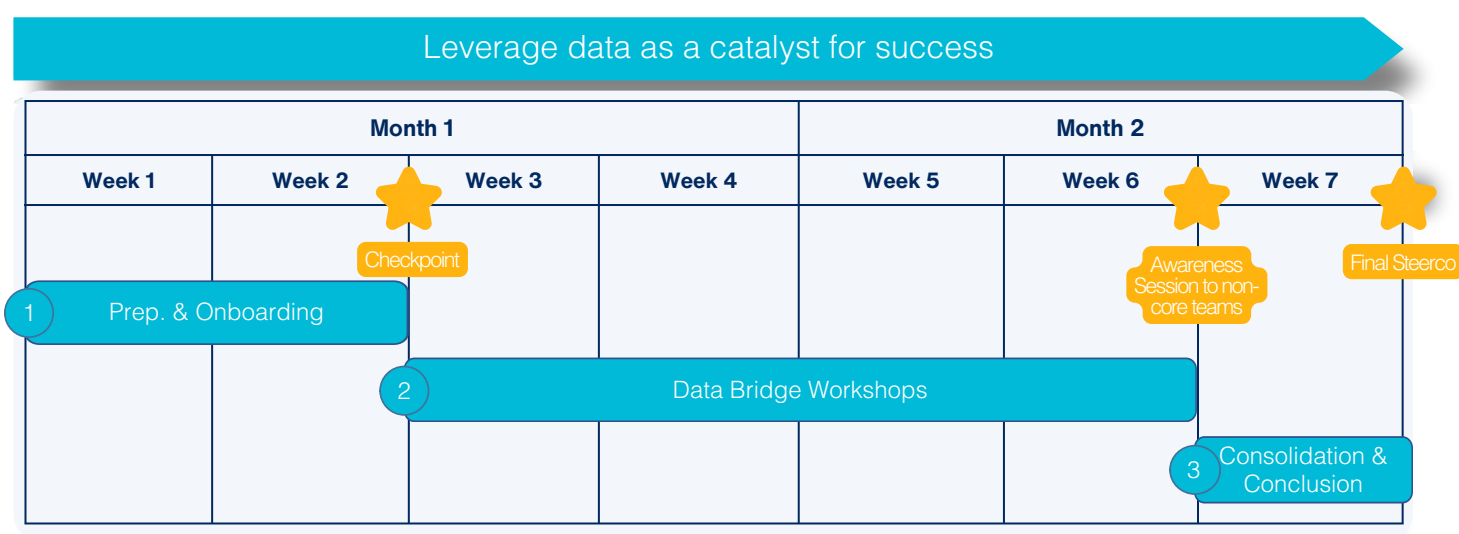 Leverage data as a catalyst for success
Month 1
Month 2
Week 1
Week 2
Week 3
Week 4
Week 5
Week 6
Week 7
Checkpoint
Awareness
Session to non-
core teams
Final Steerco
1
Prep. & Onboarding
2
Data Bridge Workshops
3
Consolidation &
Conclusion